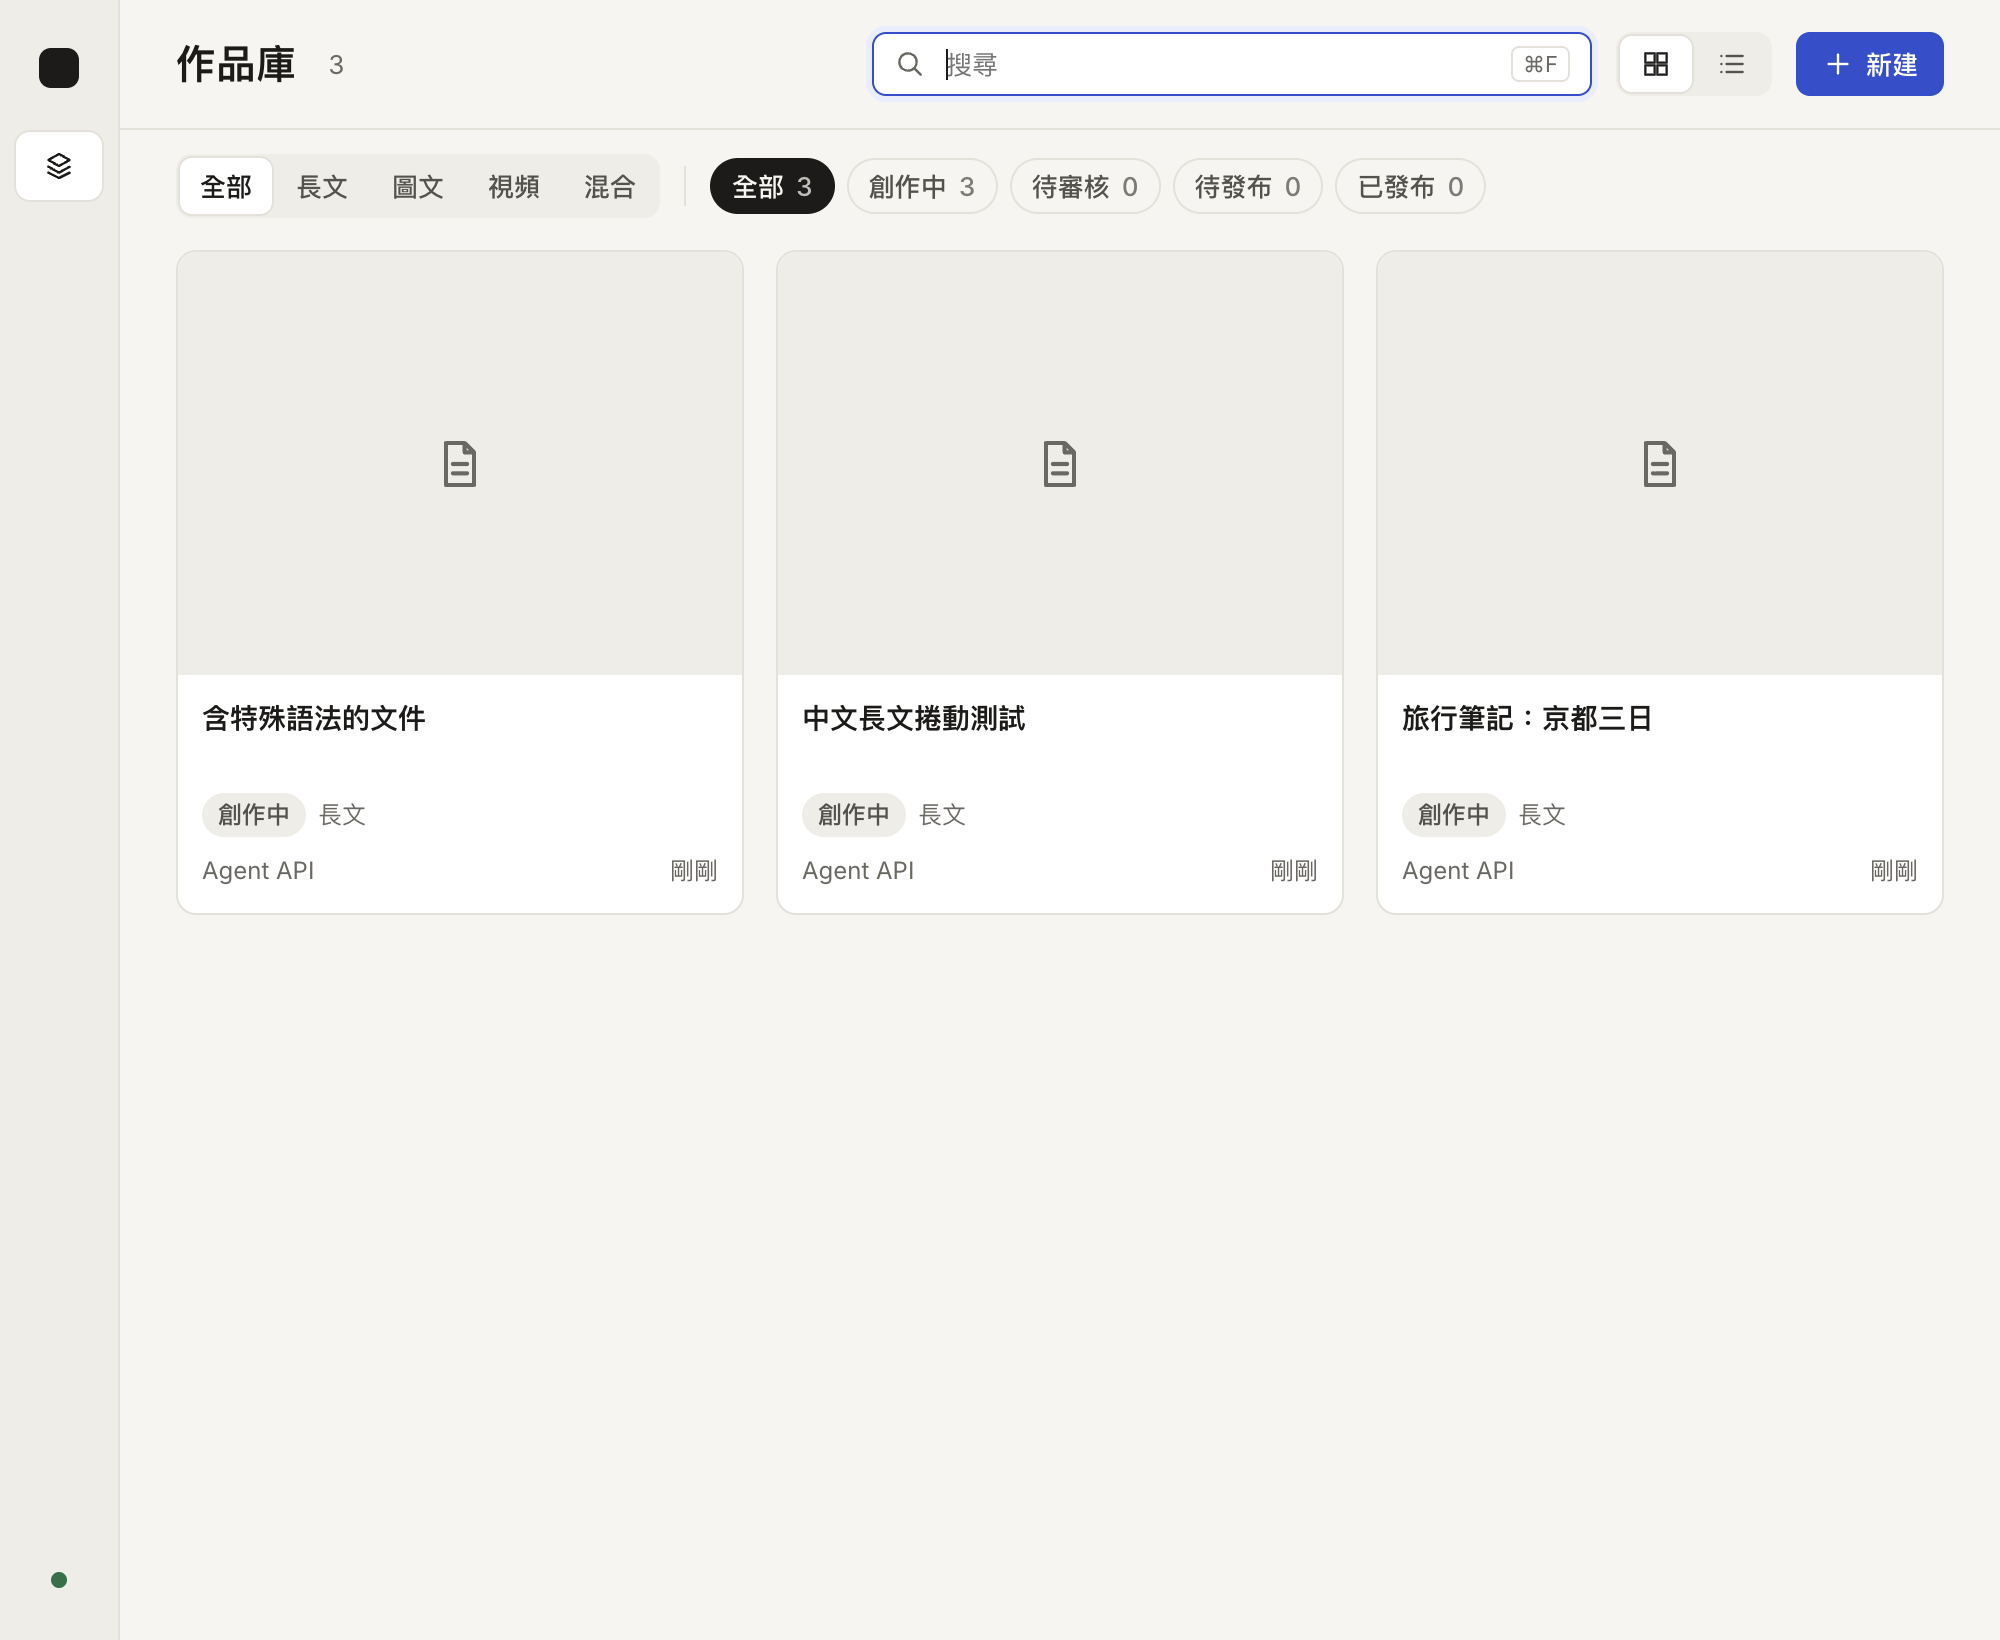 作品庫 3
搜尋 ⌘F
新建
全部 長文 圖文 視頻 混合
全部 3 創作中 3 待審核 0 待發布 0 已發布 0
含特殊語法的文件
創作中 長文
Agent API 剛剛
中文長文捲動測試
創作中 長文
Agent API 剛剛
旅行筆記：京都三日
創作中 長文
Agent API 剛剛